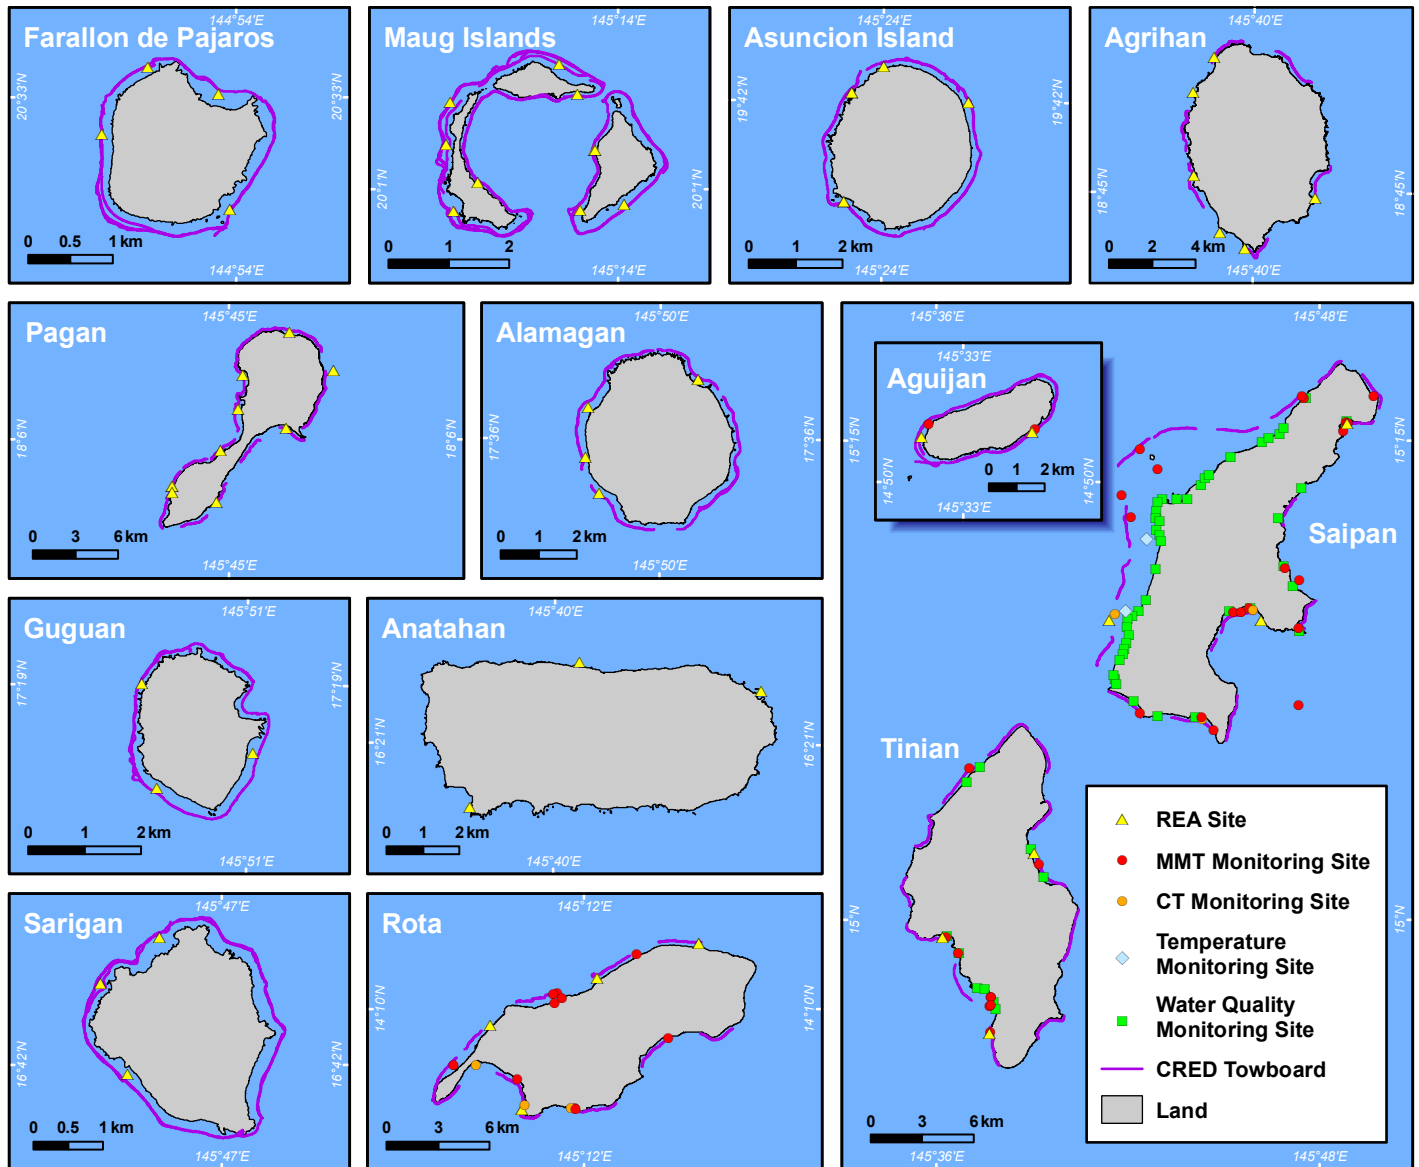 Farallon de Pajaros
144°54'E
20°33'N
20°33'N
0 0.5 1 km
144°54'E
Maug Islands
145°14'E
20°1'N
20°1'N
0 1 2
145°14'E
Asuncion Island
145°24'E
19°42'N
19°42'N
0 1 2 km
145°24'E
Agrihan
145°40'E
18°45'N
18°45'N
0 2 4 km
145°40'E
Pagan
145°45'E
18°6'N
18°6'N
0 3 6 km
145°45'E
Alamagan
145°50'E
17°36'N
17°36'N
0 1 2 km
145°50'E
145°36'E
145°48'E
Aguijan
145°33'E
14°50'N
14°50'N
0 1 2 km
145°33'E
15°15'N
15°15'N
Saipan
Tinian
15°N
15°N
0 3 6 km
145°36'E
145°48'E
Guguan
145°51'E
17°19'N
17°19'N
0 1 2 km
145°51'E
Anatahan
145°40'E
16°21'N
16°21'N
0 1 2 km
145°40'E
Sarigan
145°47'E
16°42'N
16°42'N
0 0.5 1 km
145°47'E
Rota
145°12'E
14°10'N
14°10'N
0 3 6 km
145°12'E
REA Site
MMT Monitoring Site
CT Monitoring Site
Temperature
Monitoring Site
Water Quality
Monitoring Site
CRED Towboard
Land